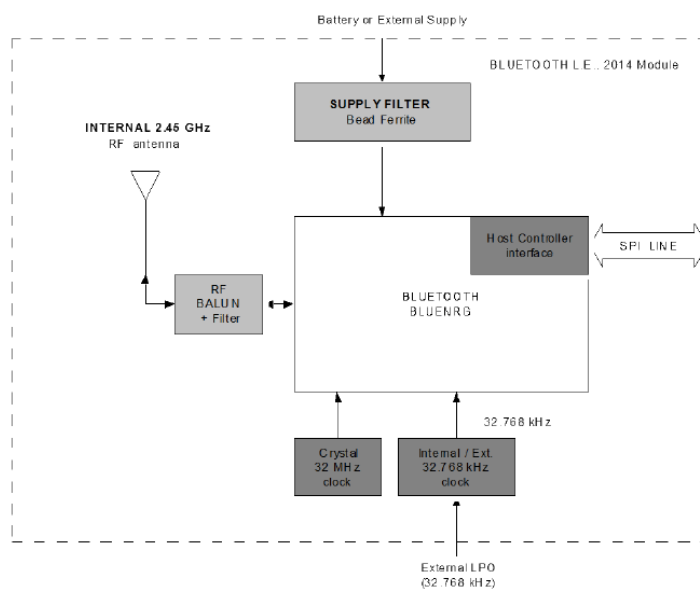 Battery or External Supply
BLUETOOTH L.E.. 2014 Module
SUPPLY FILTER
Bead Ferrite
INTERNAL 2.45 GHz
RF antenna
Host Controller
interface
SPI LINE
RF
BALUN
+ Filter
BLUETOOTH
BLUENRG
32.768 kHz
Crystal
32 MHz
clock
Internal / Ext.
32.768 kHz
clock
External LPO
(32.768 kHz)